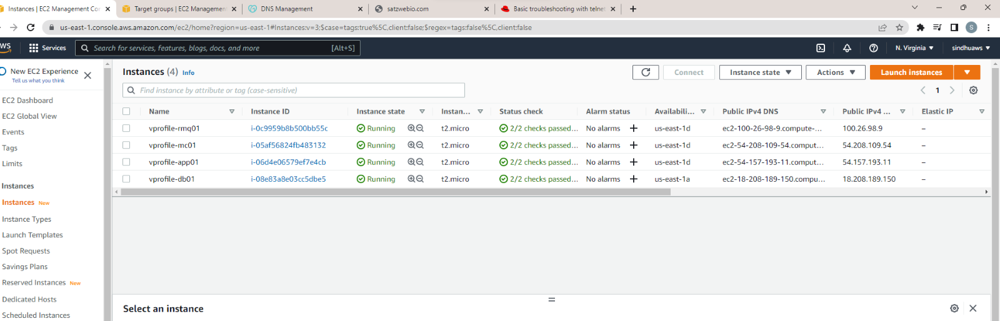 Instances | EC2 Management Cor
Target groups | EC2 Management
DNS Management
satzwebio.com
Basic troubleshooting with telnet
us-east-1.console.aws.amazon.com/ec2/home?region=us-east-1#Instances:v=3;$case=tags:true%5C,client:false;$regex=tags:false%5C,client:false
S
Services
Search for services, features, blogs, docs, and more
[Alt+S]
N. Virginia
sindhuaws
New EC2 Experience
Tell us what you think
EC2 Dashboard
EC2 Global View
Events
Tags
Limits
Instances
Instances New
Instance Types
Launch Templates
Spot Requests
Savings Plans
Reserved Instances New
Dedicated Hosts
Scheduled Instances
Instances (4) Info
Connect
Instance state
Actions
Launch instances
Find instance by attribute or tag (case-sensitive)
1
Name Instance ID Instance state Instan... Status check Alarm status Availabili... Public IPv4 DNS Public IPv4 ... Elastic IP
vprofile-rmq01 i-0c9959b8b500bb55c Running t2.micro 2/2 checks passed... No alarms + us-east-1d ec2-100-26-98-9.compute-... 100.26.98.9 –
vprofile-mc01 i-05af56824fb483132 Running t2.micro 2/2 checks passed... No alarms + us-east-1d ec2-54-208-109-54.comput... 54.208.109.54 –
vprofile-app01 i-06d4e06579ef7e4cb Running t2.micro 2/2 checks passed... No alarms + us-east-1d ec2-54-157-193-11.comput... 54.157.193.11 –
vprofile-db01 i-08e83a8e03cc5dbe5 Running t2.micro 2/2 checks passed... No alarms + us-east-1a ec2-18-208-189-150.compu... 18.208.189.150 –
Select an instance